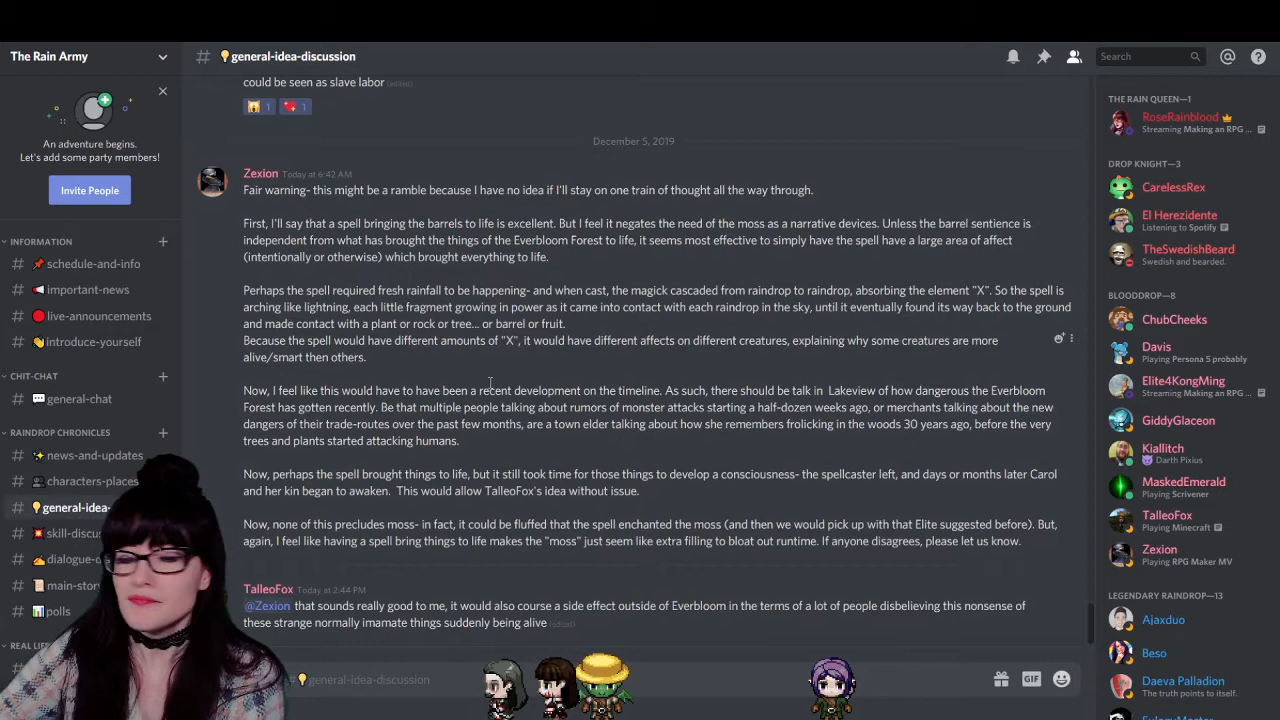 The Rain Army
general-idea-discussion
Search
An adventure begins.
Let's add some party members!
Invite People
INFORMATION
schedule-and-info
important-news
live-announcements
introduce-yourself
CHIT-CHAT
general-chat
RAINDROP CHRONICLES
news-and-updates
characters-places
general-idea-
skill-discus
dialogue-d
main-story
polls
REAL LIFE
could be seen as slave labor (edited)
1 1
December 5, 2019
Zexion Today at 6:42 AM
Fair warning- this might be a ramble because I have no idea if I'll stay on one train of thought all the way through.
First, I'll say that a spell bringing the barrels to life is excellent. But I feel it negates the need of the moss as a narrative devices. Unless the barrel sentience is
independent from what has brought the things of the Everbloom Forest to life, it seems most effective to simply have the spell have a large area of affect
(intentionally or otherwise) which brought everything to life.
Perhaps the spell required fresh rainfall to be happening- and when cast, the magick cascaded from raindrop to raindrop, absorbing the element "X". So the spell is
arching like lightning, each little fragment growing in power as it came into contact with each raindrop in the sky, until it eventually found its way back to the ground
and made contact with a plant or rock or tree... or barrel or fruit.
Because the spell would have different amounts of "X", it would have different affects on different creatures, explaining why some creatures are more
alive/smart then others.
Now, I feel like this would have to have been a recent development on the timeline. As such, there should be talk in Lakeview of how dangerous the Everbloom
Forest has gotten recently. Be that multiple people talking about rumors of monster attacks starting a half-dozen weeks ago, or merchants talking about the new
dangers of their trade-routes over the past few months, are a town elder talking about how she remembers frolicking in the woods 30 years ago, before the very
trees and plants started attacking humans.
Now, perhaps the spell brought things to life, but it still took time for those things to develop a consciousness- the spellcaster left, and days or months later Carol
and her kin began to awaken. This would allow TalleoFox's idea without issue.
Now, none of this precludes moss- in fact, it could be fluffed that the spell enchanted the moss (and then we would pick up with that Elite suggested before). But,
again, I feel like having a spell bring things to life makes the "moss" just seem like extra filling to bloat out runtime. If anyone disagrees, please let us know.
TalleoFox Today at 2:44 PM
@Zexion that sounds really good to me, it would also course a side effect outside of Everbloom in the terms of a lot of people disbelieving this nonsense of
these strange normally imamate things suddenly being alive (edited)
general-idea-discussion
GIF
THE RAIN QUEEN—1
RoseRainblood
Streaming Making an RPG ...
DROP KNIGHT—3
CarelessRex
El Herezidente
Listening to Spotify
TheSwedishBeard
Swedish and bearded.
BLOODDROP—8
ChubCheeks
Davis
Playing Persona 5 probably
Elite4KongMing
Streaming Making an RPG ...
GiddyGlaceon
Kiallitch
Darth Pixius
MaskedEmerald
Playing Scrivener
TalleoFox
Playing Minecraft
Zexion
Playing RPG Maker MV
LEGENDARY RAINDROP—13
Ajaxduo
Beso
Daeva Palladion
The truth points to itself.